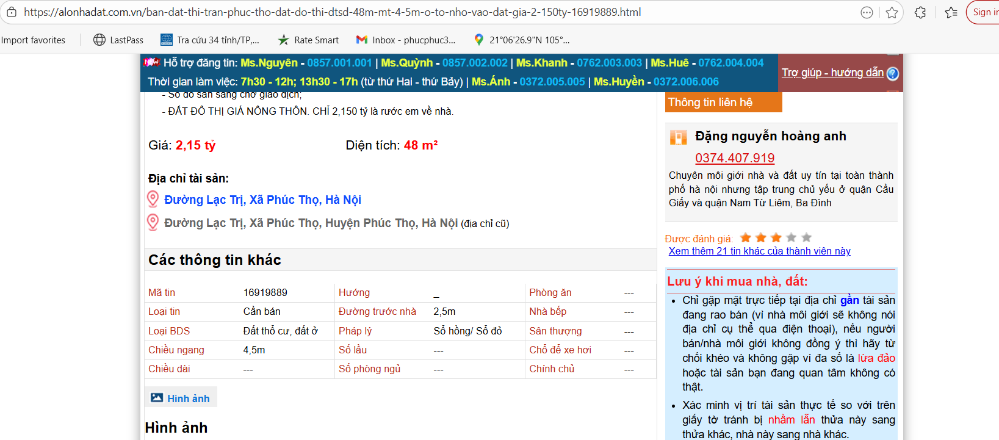 https://alonhadat.com.vn/ban-dat-thi-tran-phuc-tho-dat-do-thi-dtsd-48m-mt-4-5m-o-to-nho-vao-dat-gia-2-150ty-16919889.html
Sign in
Import favorites
LastPass
Tra cứu 34 tỉnh/TP,...
Rate Smart
Inbox - phucphuc3...
21°06'26.9"N 105°...
Hỗ trợ đăng tin: Ms.Nguyên - 0857.001.001 | Ms.Quỳnh - 0857.002.002 | Ms.Khanh - 0762.003.003 | Ms.Huê - 0762.004.004
Thời gian làm việc: 7h30 - 12h; 13h30 - 17h (từ thứ Hai - thứ Bảy) | Ms.Ánh - 0372.005.005 | Ms.Huyền - 0372.006.006
Trợ giúp - hướng dẫn
- Sổ đỏ sẵn sàng chờ giao dịch;
- ĐẤT ĐÔ THỊ GIÁ NÔNG THÔN. CHỈ 2,150 tỷ là rước em về nhà.
Giá: 2,15 tỷ
Diện tích: 48 m²
Địa chỉ tài sản:
Đường Lạc Trị, Xã Phúc Thọ, Hà Nội
Đường Lạc Trị, Xã Phúc Thọ, Huyện Phúc Thọ, Hà Nội (địa chỉ cũ)
Các thông tin khác
Mã tin 16919889 Hướng _ Phòng ăn ---
Loại tin Cần bán Đường trước nhà 2,5m Nhà bếp ---
Loại BDS Đất thổ cư, đất ở Pháp lý Sổ hồng/ Sổ đỏ Sân thượng ---
Chiều ngang 4,5m Số lầu --- Chổ để xe hơi ---
Chiều dài --- Số phòng ngủ --- Chính chủ ---
Hình ảnh
Hình ảnh
Thông tin liên hệ
Đặng nguyễn hoàng anh
0374.407.919
Chuyên môi giới nhà và đất uy tín tại toàn thành
phố hà nội nhưng tập trung chủ yếu ở quận Cầu
Giấy và quận Nam Từ Liêm, Ba Đình
Được đánh giá:
Xem thêm 21 tin khác của thành viên này
Lưu ý khi mua nhà, đất:
• Chỉ gặp mặt trực tiếp tại địa chỉ gần tài sản
đang rao bán (vì nhà môi giới sẽ không nói
địa chỉ cụ thể qua điện thoại), nếu người
bán/nhà môi giới không đồng ý thì hãy từ
chối khéo và không gặp vì đa số là lừa đảo
hoặc tài sản bạn đang quan tâm không có
thật.
• Xác minh vị trí tài sản thực tế so với trên
giấy tờ tránh bị nhầm lẫn thửa này sang
thửa khác, nhà này sang nhà khác.